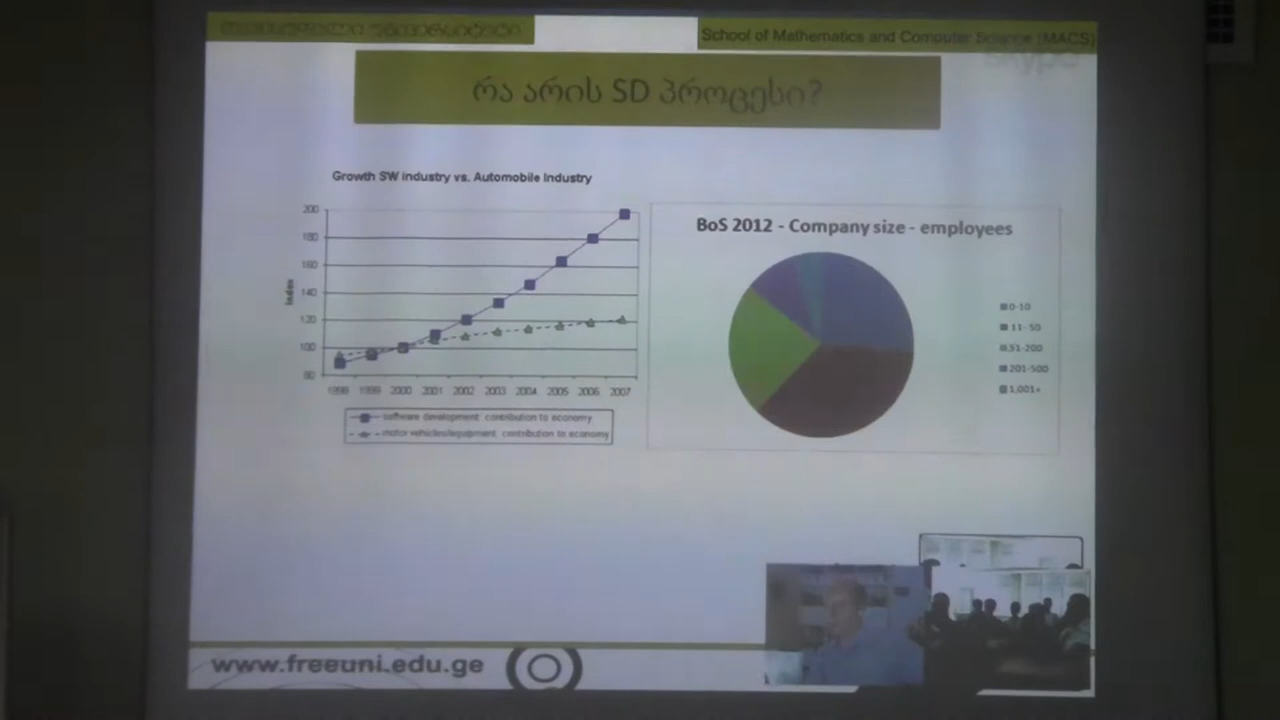 თავისუფალი უნივერსიტეტი
School of Mathematics and Computer Science (MACS)
skype
რა არის SD პროცესი?
Growth SW industry vs. Automobile Industry
200
180
160
140
120
100
80
Index
1998 1999 2000 2001 2002 2003 2004 2005 2006 2007
software development: contribution to economy
motor vehicles/equipment: contribution to economy
BoS 2012 - Company size - employees
0-10
11- 50
51-200
201-500
1,001+
www.freeuni.edu.ge